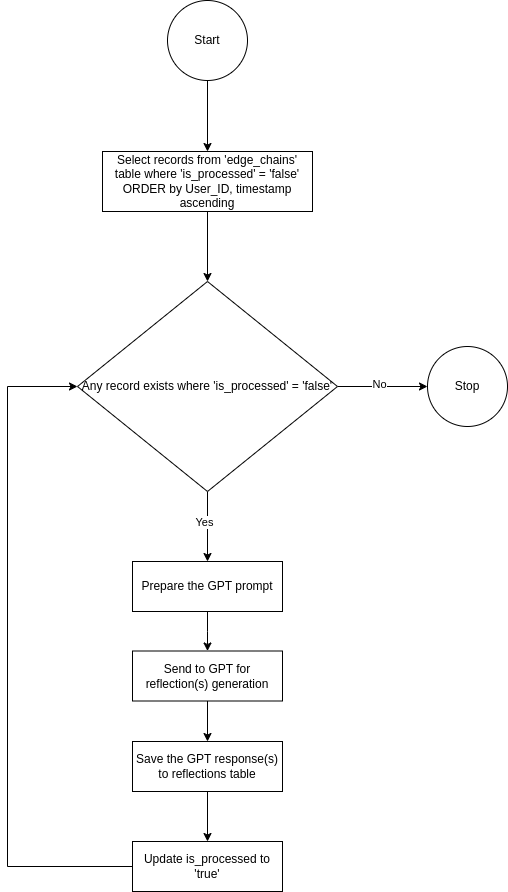 Start
Select records from 'edge_chains'
table where 'is_processed' = 'false'
ORDER by User_ID, timestamp
ascending
Any record exists where 'is_processed' = 'false'
No
Stop
Yes
Prepare the GPT prompt
Send to GPT for
reflection(s) generation
Save the GPT response(s)
to reflections table
Update is_processed to
'true'